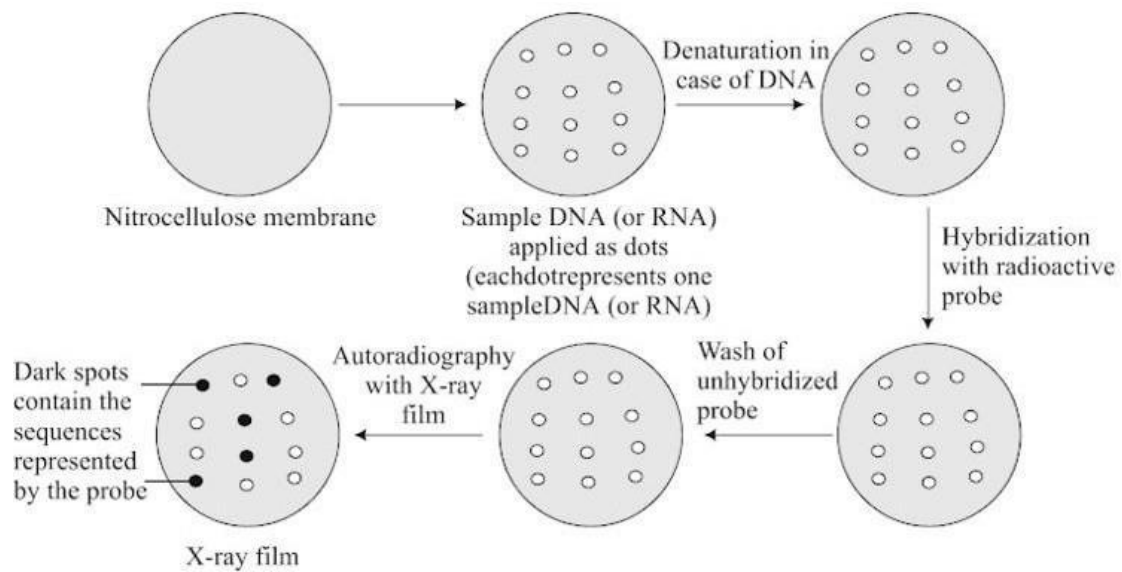 Nitrocellulose membrane
Sample DNA (or RNA)
applied as dots
(eachdotrepresents one
sampleDNA (or RNA)
Denaturation in
case of DNA
Hybridization
with radioactive
probe
Wash of
unhybridized
probe
Autoradiography
with X-ray
film
Dark spots
contain the
sequences
represented
by the probe
X-ray film